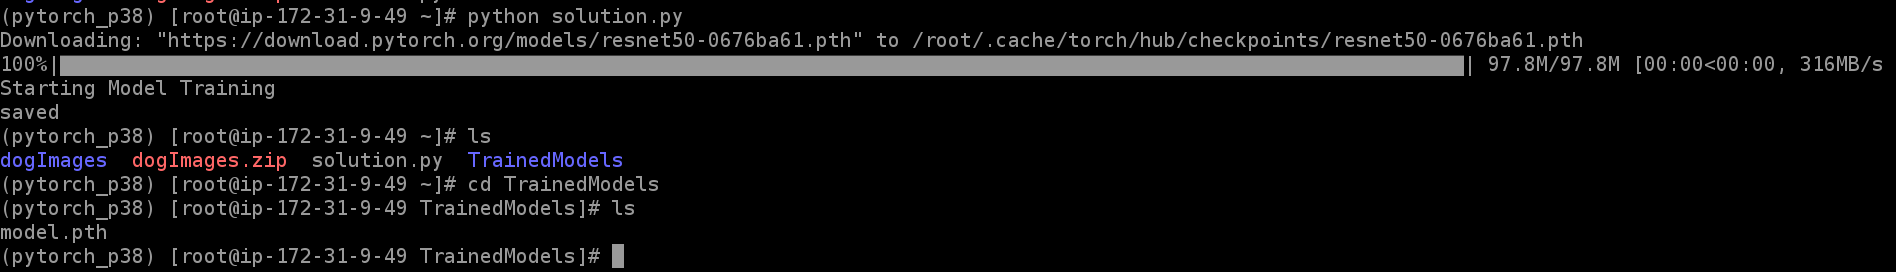 (pytorch_p38) [root@ip-172-31-9-49 ~]# python solution.py
Downloading: "https://download.pytorch.org/models/resnet50-0676ba61.pth" to /root/.cache/torch/hub/checkpoints/resnet50-0676ba61.pth
100%| | 97.8M/97.8M [00:00<00:00, 316MB/s
Starting Model Training
saved
(pytorch_p38) [root@ip-172-31-9-49 ~]# ls
dogImages  dogImages.zip  solution.py  TrainedModels
(pytorch_p38) [root@ip-172-31-9-49 ~]# cd TrainedModels
(pytorch_p38) [root@ip-172-31-9-49 TrainedModels]# ls
model.pth
(pytorch_p38) [root@ip-172-31-9-49 TrainedModels]#